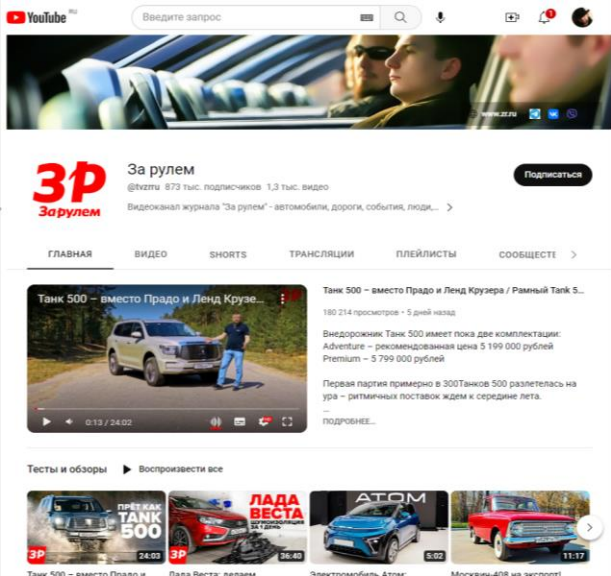 YouTube RU
Введите запрос
1
www.zr.ru
ЗР
За рулем
За рулем
@tvzrru 873 тыс. подписчиков 1,3 тыс. видео
Подписаться
Видеоканал журнала "За рулем" - автомобили, дороги, события, люди,...
ГЛАВНАЯ ВИДЕО SHORTS ТРАНСЛЯЦИИ ПЛЕЙЛИСТЫ СООБЩЕСТЕ
Танк 500 – вместо Прадо и Ленд Крузе...
0:13 / 24:02
Танк 500 – вместо Прадо и Ленд Крузера / Рамный Tank 5...
180 214 просмотров • 5 дней назад
Внедорожник Танк 500 имеет пока две комплектации:
Adventure – рекомендованная цена 5 199 000 рублей
Premium – 5 799 000 рублей
Первая партия примерно в 300Танков 500 разлетелась на
ура – ритмичных поставок ждем к середине лета.
...
ПОДРОБНЕЕ...
Тесты и обзоры Воспроизвести все
ПРЁТ КАК
TANK
500
ЗР
24:03
ЛАДА
ВЕСТА
ШУМОИЗОЛЯЦИЯ
ЗА 1 ДЕНЬ
ЗР
36:40
ATOM
5:02
11:17
Танк 500 – вместо Прадо и
Лада Веста: делаем
Электромобиль Атом:
Москвич-408 на экспорт!